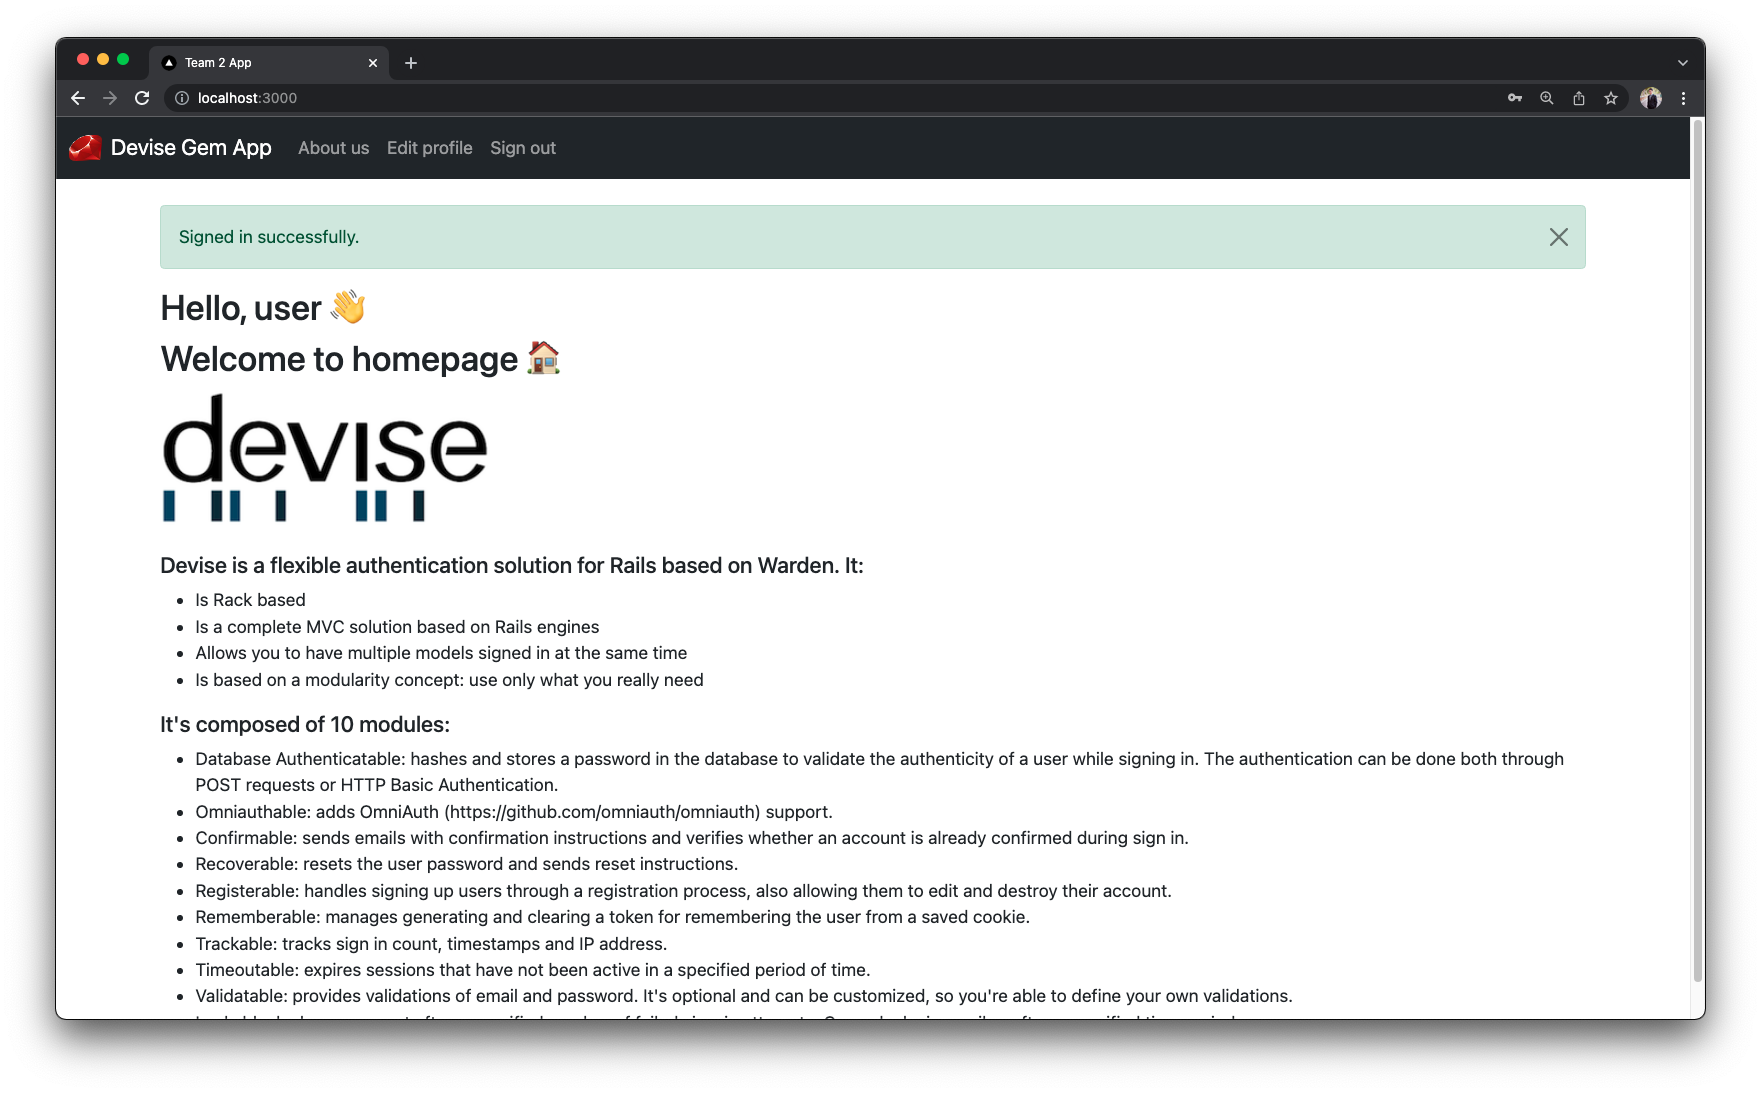 Team 2 App
localhost:3000
Devise Gem App About us Edit profile Sign out
Signed in successfully.
Hello, user 👋
Welcome to homepage 🏠
devise
Devise is a flexible authentication solution for Rails based on Warden. It:
• Is Rack based
• Is a complete MVC solution based on Rails engines
• Allows you to have multiple models signed in at the same time
• Is based on a modularity concept: use only what you really need
It's composed of 10 modules:
• Database Authenticatable: hashes and stores a password in the database to validate the authenticity of a user while signing in. The authentication can be done both through
POST requests or HTTP Basic Authentication.
• Omniauthable: adds OmniAuth (https://github.com/omniauth/omniauth) support.
• Confirmable: sends emails with confirmation instructions and verifies whether an account is already confirmed during sign in.
• Recoverable: resets the user password and sends reset instructions.
• Registerable: handles signing up users through a registration process, also allowing them to edit and destroy their account.
• Rememberable: manages generating and clearing a token for remembering the user from a saved cookie.
• Trackable: tracks sign in count, timestamps and IP address.
• Timeoutable: expires sessions that have not been active in a specified period of time.
• Validatable: provides validations of email and password. It's optional and can be customized, so you're able to define your own validations.